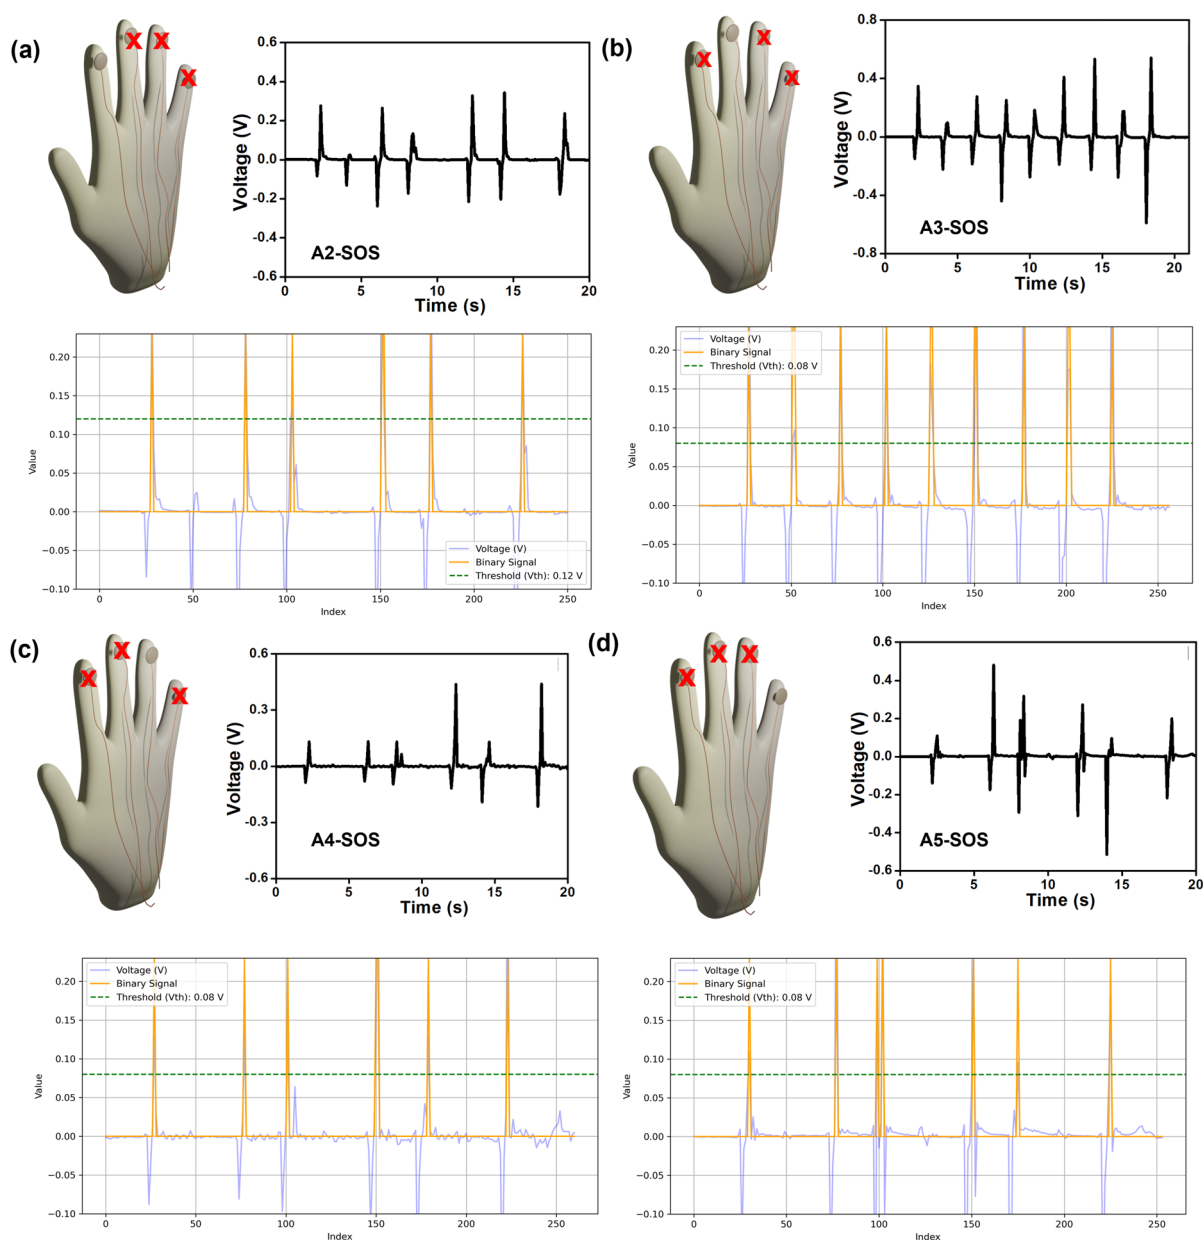 (a)
X X X
0.6
0.4
0.2
0.0
-0.2
-0.4
-0.6
Voltage (V)
A2-SOS
0 5 10 15 20
Time (s)
(b)
X X X
0.8
0.4
0.0
-0.4
-0.8
Voltage (V)
A3-SOS
0 5 10 15 20
Time (s)
0.20
0.15
0.10
0.05
0.00
−0.05
−0.10
Value
Voltage (V)
Binary Signal
Threshold (Vth): 0.12 V
0 50 100 150 200 250
Index
0.20
0.15
0.10
0.05
0.00
−0.05
−0.10
Value
Voltage (V)
Binary Signal
Threshold (Vth): 0.08 V
0 50 100 150 200 250
Index
(c)
X X X
0.6
0.3
0.0
-0.3
-0.6
Voltage (V)
A4-SOS
0 5 10 15 20
Time (s)
(d)
X X X
0.6
0.4
0.2
0.0
-0.2
-0.4
-0.6
Voltage (V)
A5-SOS
0 5 10 15 20
Time (s)
0.20
0.15
0.10
0.05
0.00
−0.05
−0.10
Value
Voltage (V)
Binary Signal
Threshold (Vth): 0.08 V
0 50 100 150 200 250
Index
0.20
0.15
0.10
0.05
0.00
−0.05
−0.10
Value
Voltage (V)
Binary Signal
Threshold (Vth): 0.08 V
0 50 100 150 200 250
Index